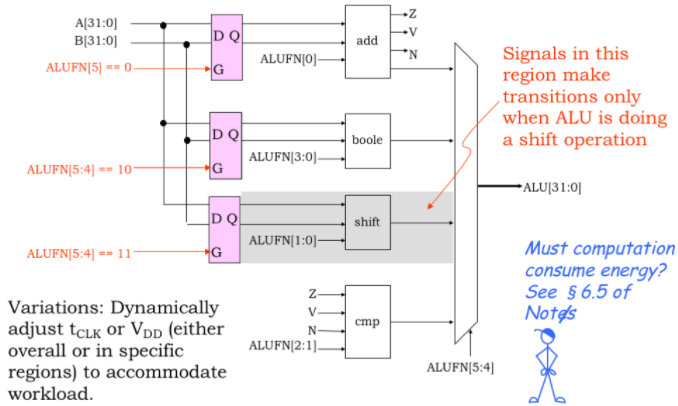 A[31:0]
B[31:0]
ALUFN[5] == 0
D Q
G
ALUFN[0]
add
Z
V
N
Signals in this
region make
transitions only
when ALU is doing
a shift operation
D Q
G
ALUFN[5:4] == 10
ALUFN[3:0]
boole
ALU[31:0]
D Q
G
ALUFN[5:4] == 11
ALUFN[1:0]
shift
Must computation
consume energy?
See § 6.5 of
Notes
Z
V
N
ALUFN[2:1]
cmp
ALUFN[5:4]
Variations: Dynamically
adjust tCLK or VDD (either
overall or in specific
regions) to accommodate
workload.